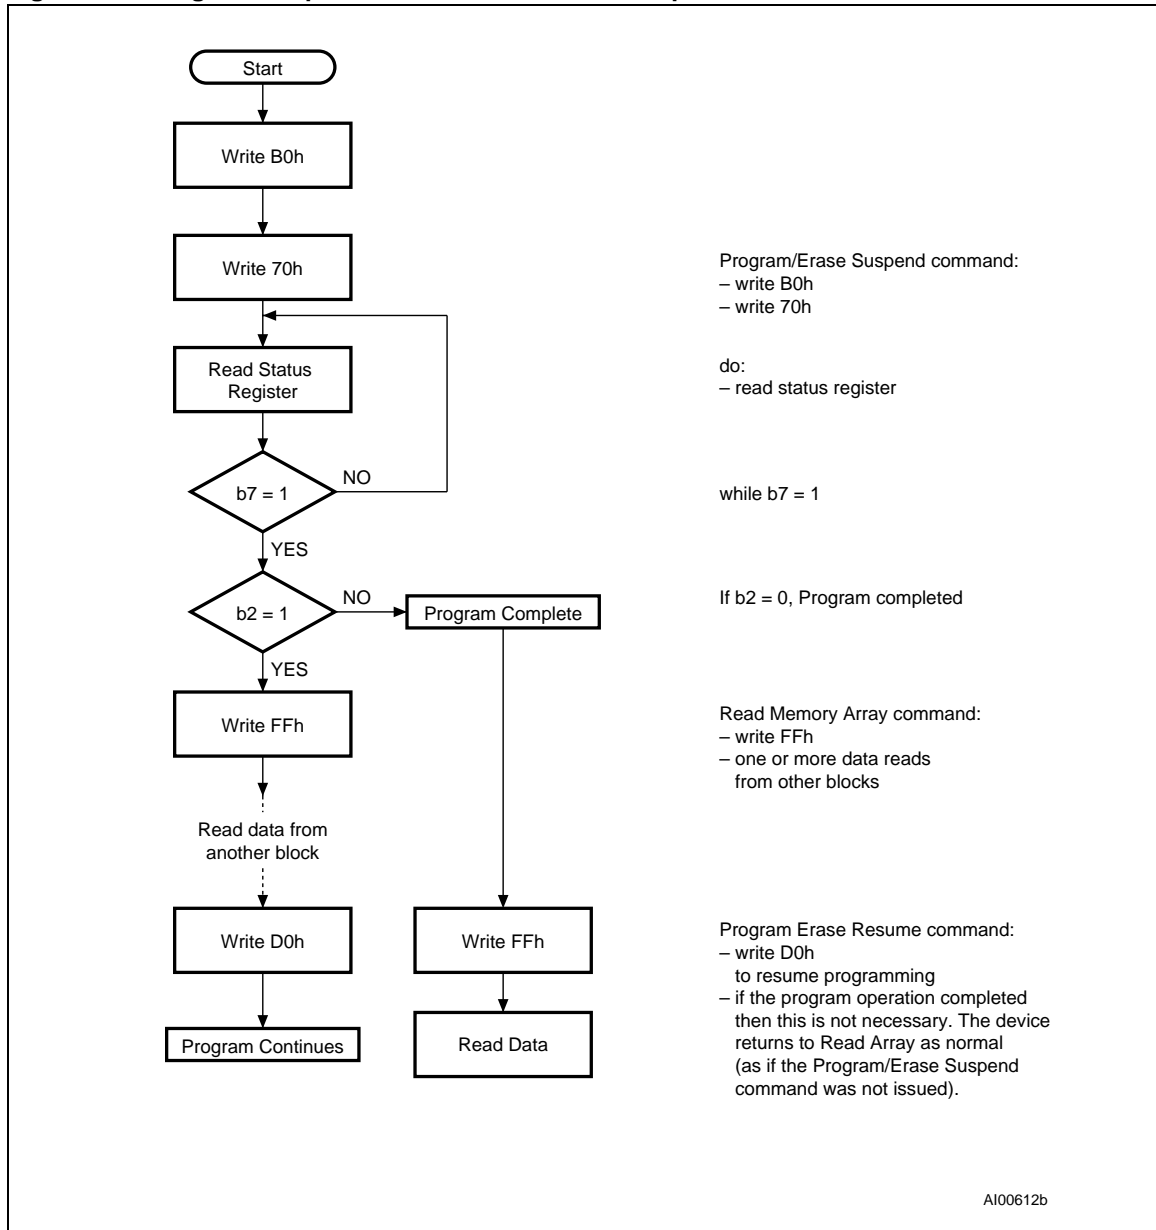 Start
Write B0h
Write 70h
Program/Erase Suspend command:
– write B0h
– write 70h
Read Status
Register
do:
– read status register
b7 = 1
NO
while b7 = 1
YES
b2 = 1
NO
Program Complete
If b2 = 0, Program completed
YES
Write FFh
Read Memory Array command:
– write FFh
– one or more data reads
from other blocks
Read data from
another block
Write D0h
Write FFh
Program Erase Resume command:
– write D0h
to resume programming
– if the program operation completed
then this is not necessary. The device
returns to Read Array as normal
(as if the Program/Erase Suspend
command was not issued).
Program Continues
Read Data
AI00612b